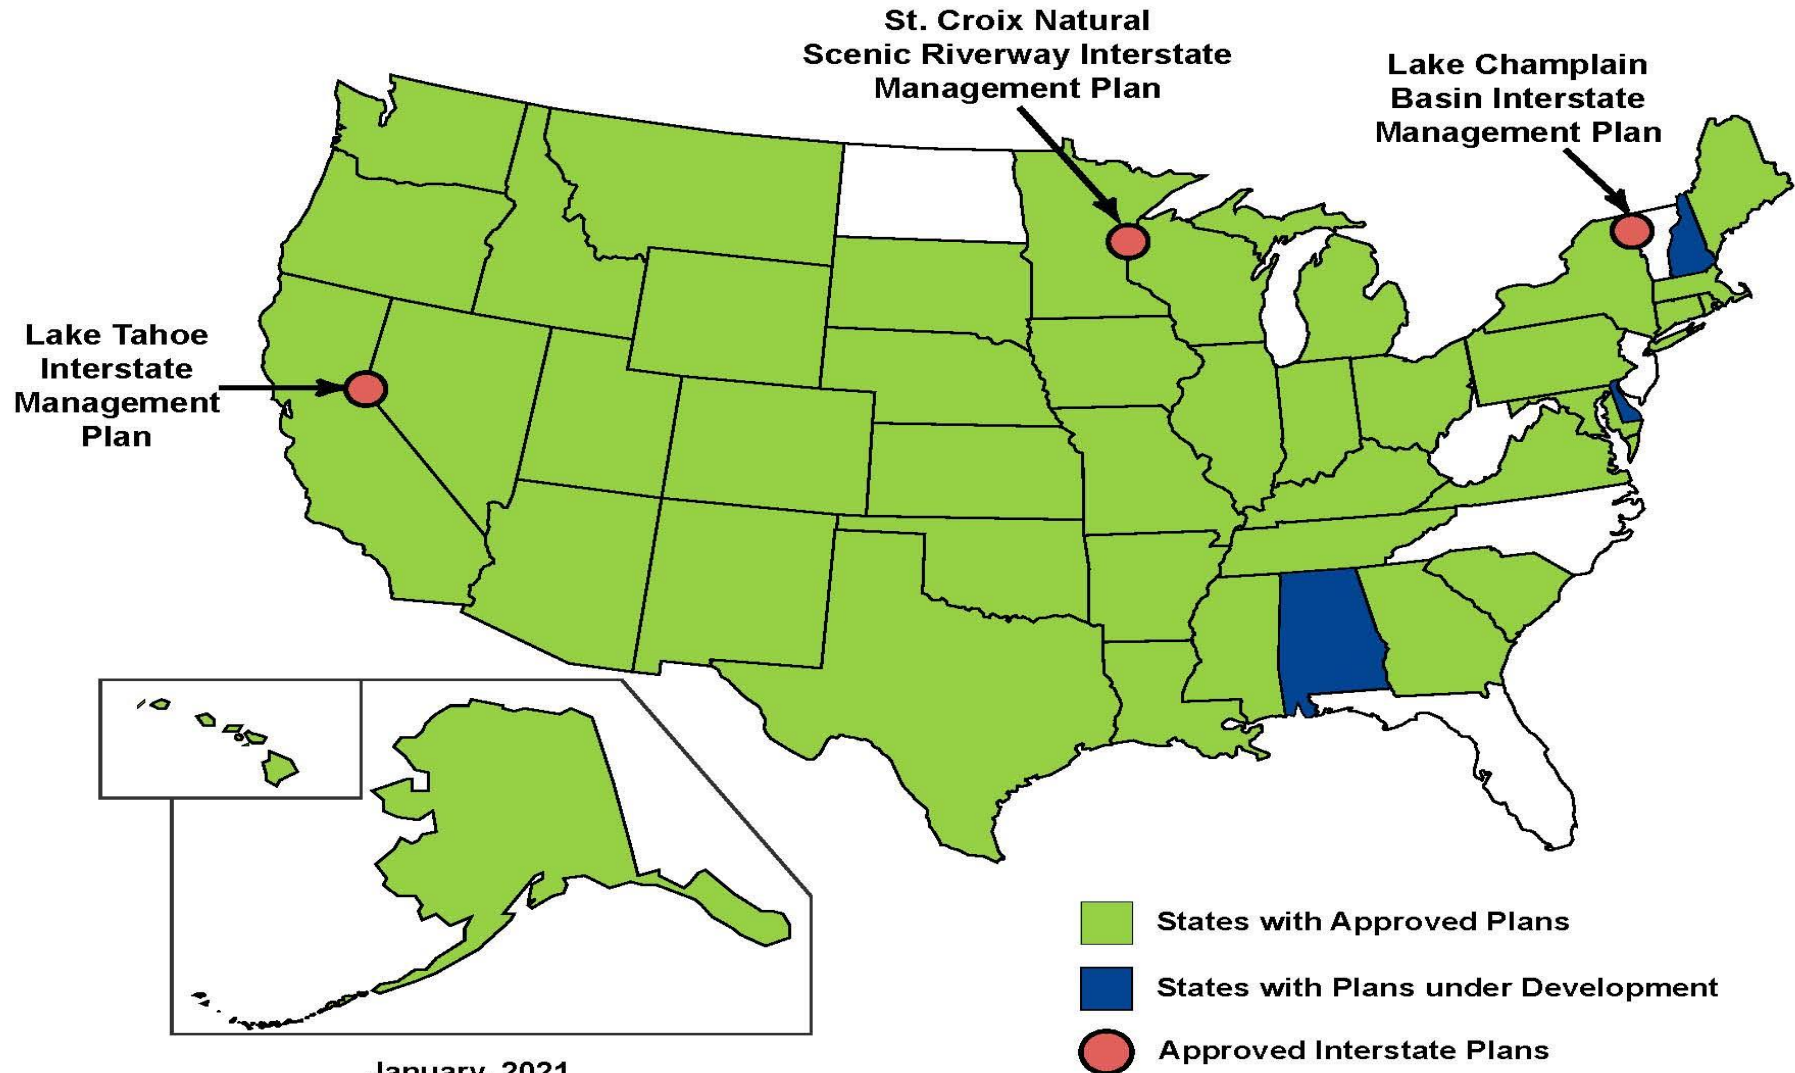 St. Croix Natural
Scenic Riverway Interstate
Management Plan
Lake Champlain
Basin Interstate
Management Plan
Lake Tahoe
Interstate
Management
Plan
States with Approved Plans
States with Plans under Development
Approved Interstate Plans
January, 2021